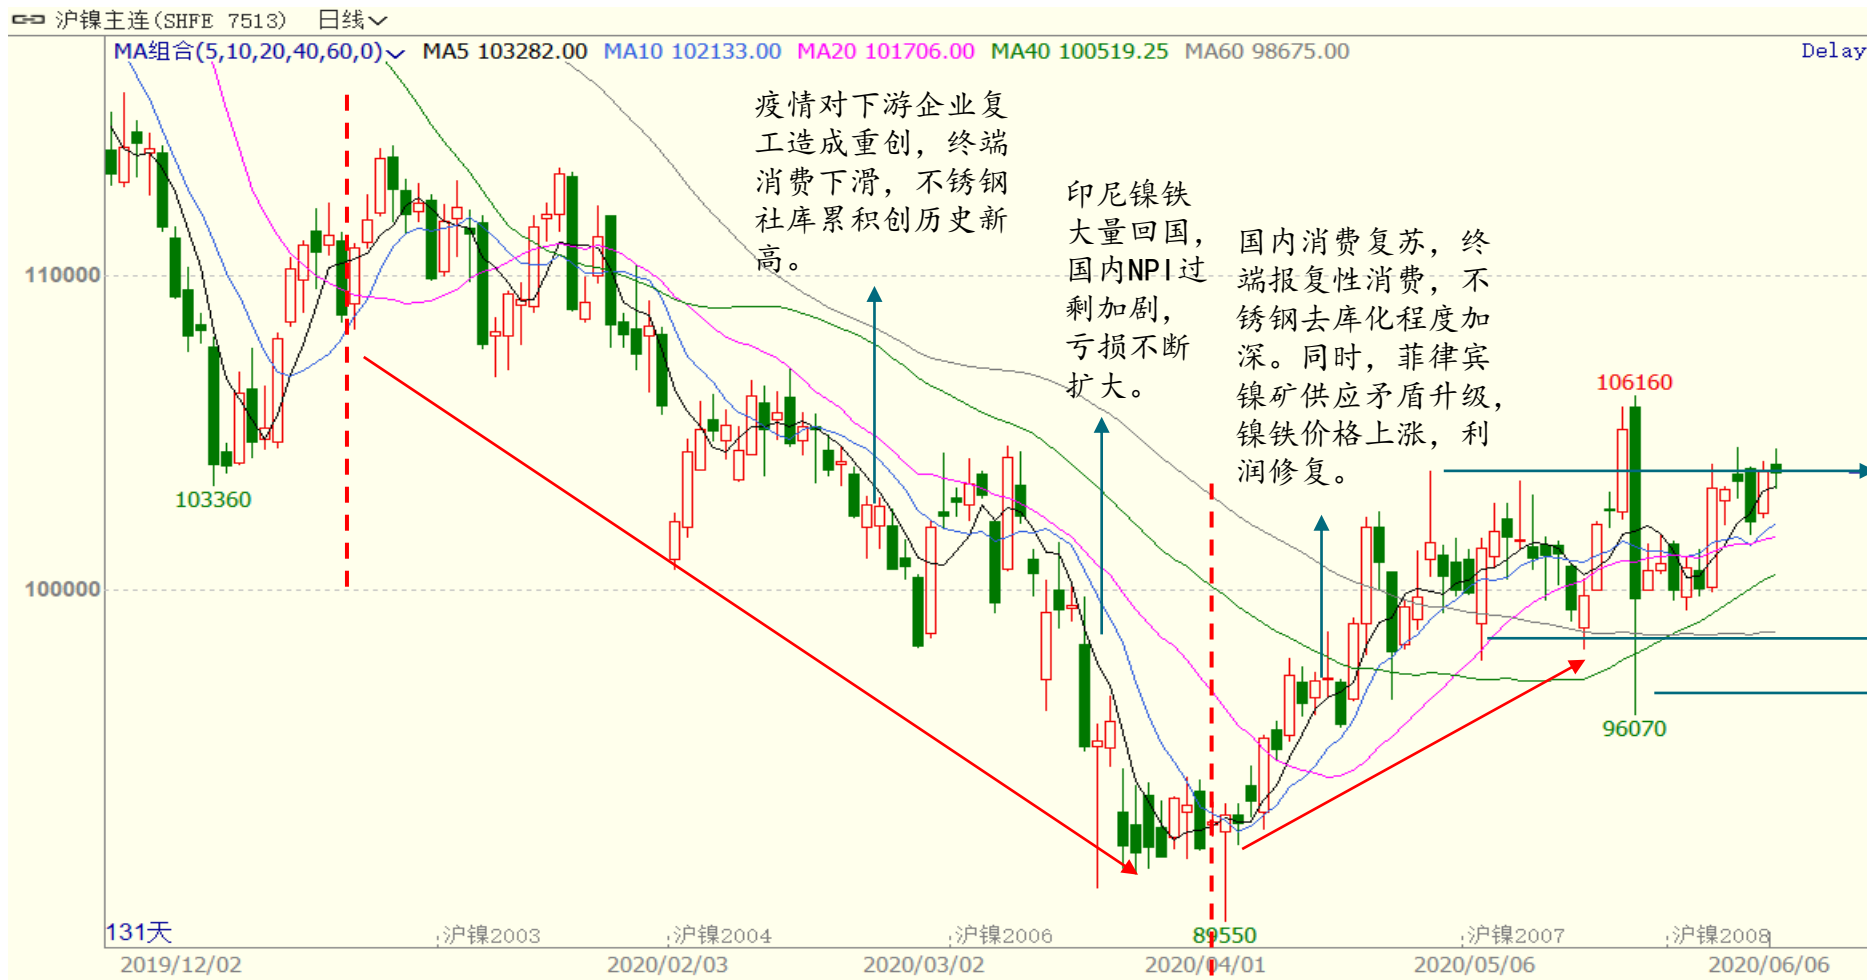 沪镍主连(SHFE 7513) 日线
MA组合(5,10,20,40,60,0) MA5 103282.00 MA10 102133.00 MA20 101706.00 MA40 100519.25 MA60 98675.00
Delay
疫情对下游企业复
工造成重创，终端
消费下滑，不锈钢
社库累积创历史新
高。
印尼镍铁
大量回国，
国内NPI过
剩加剧，
亏损不断
扩大。
国内消费复苏，终
端报复性消费，不
锈钢去库化程度加
深。同时，菲律宾
镍矿供应矛盾升级，
镍铁价格上涨，利
润修复。
110000
106160
103360
100000
96070
89550
131天
沪镍2003
沪镍2004
沪镍2006
沪镍2007
沪镍2008
2019/12/02
2020/02/03
2020/03/02
2020/04/01
2020/05/06
2020/06/06